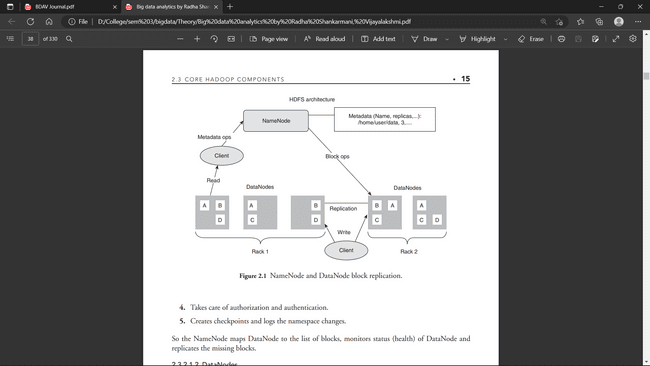 BDAV Journal.pdf
Big data analytics by Radha Sha
File
D:/College/sem%203/bigdata/Theory/Big%20data%20analytics%20by%20Radha%20Shankarmani,%20Vijayalakshmi.pdf
38 of 330
Page view
Read aloud
Add text
Draw
Highlight
Erase
2.3 CORE HADOOP COMPONENTS • 15
HDFS architecture
NameNode
Metadata (Name, replicas,...):
/home/user/data, 3,....
Metadata ops
Client
Block ops
Read
DataNodes
DataNodes
A B D
A C
B D
B A C
A C D
Replication
Write
Client
Rack 1
Rack 2
Figure 2.1 NameNode and DataNode block replication.
4. Takes care of authorization and authentication.
5. Creates checkpoints and logs the namespace changes.
So the NameNode maps DataNode to the list of blocks, monitors status (health) of DataNode and
replicates the missing blocks.
2.3.2.1.2 DataNodes